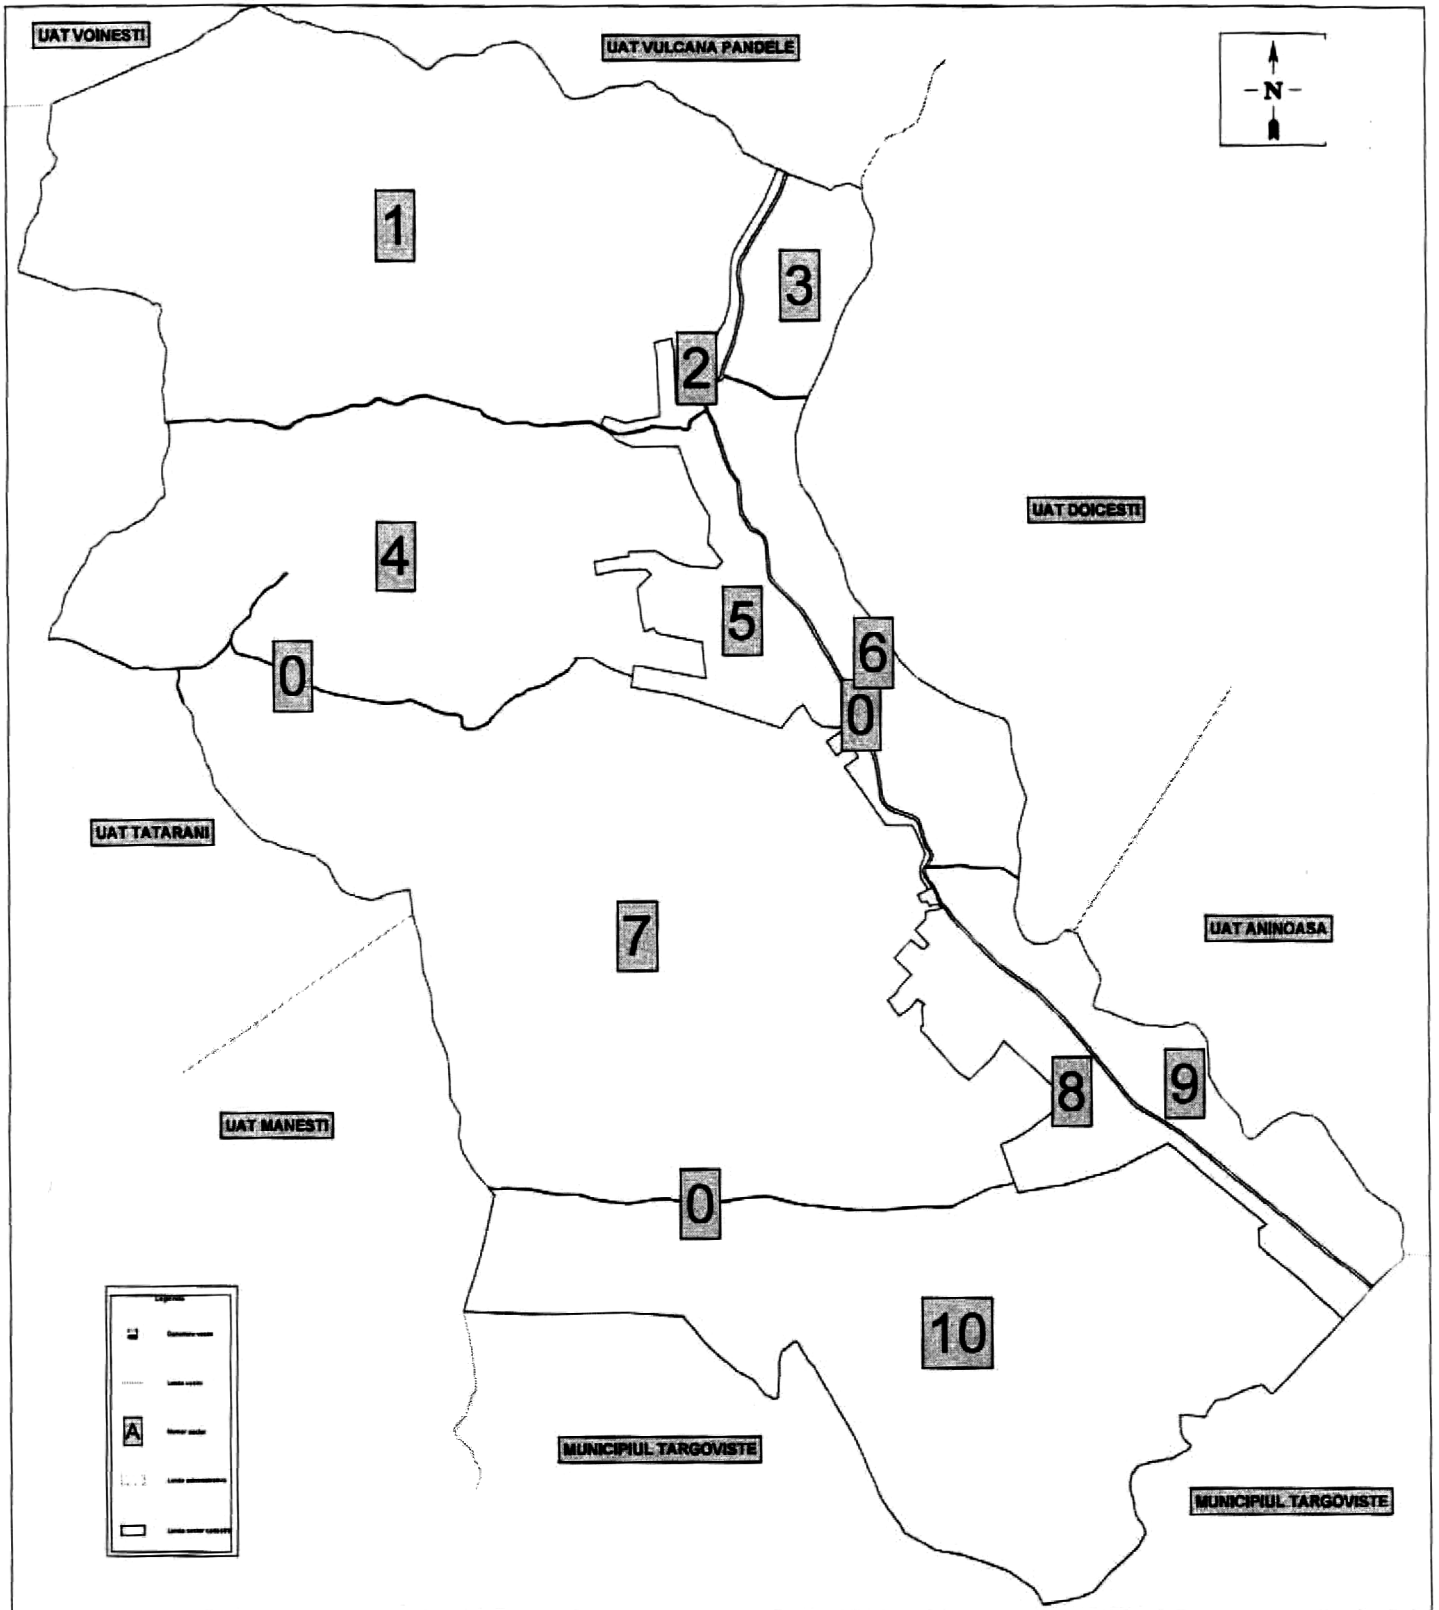 UAT VOINESTI
UAT VULCANA PANDELE
N
1
3
2
UAT DOICESTI
4
5
6
0
0
UAT TATARANI
7
UAT ANINOASA
8
9
UAT MANESTI
0
10
Legenda
A
MUNICIPIUL TARGOVISTE
MUNICIPIUL TARGOVISTE